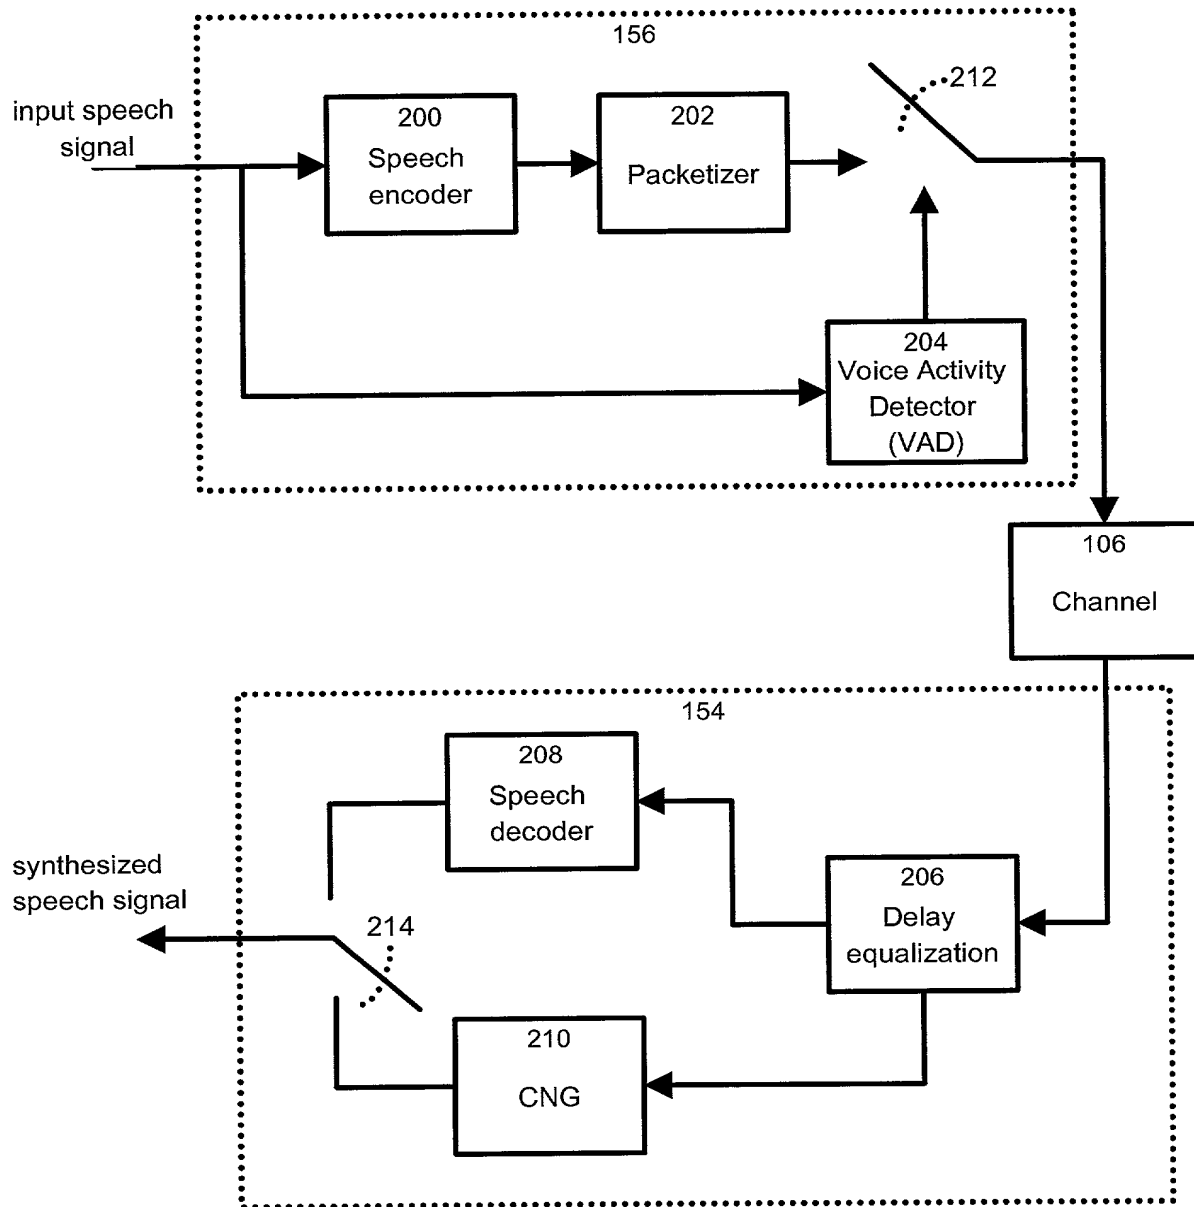 156
input speech
signal
200
Speech
encoder
202
Packetizer
212
204
Voice Activity
Detector
(VAD)
106
Channel
154
208
Speech
decoder
synthesized
speech signal
214
206
Delay
equalization
210
CNG